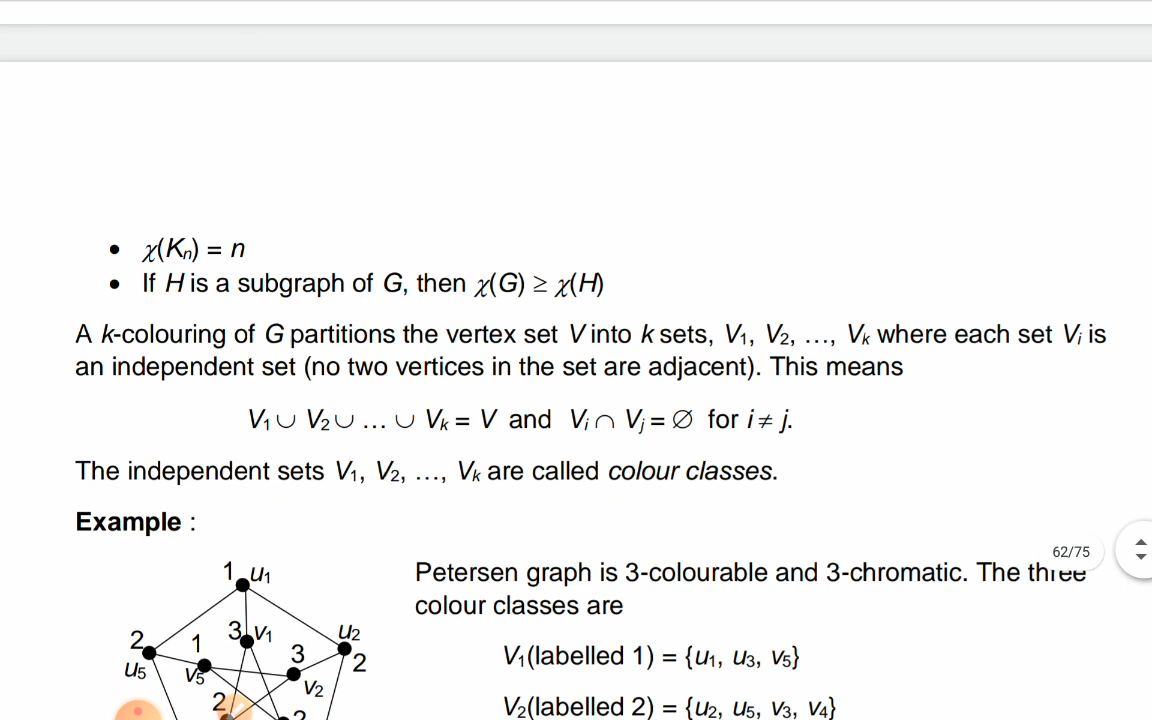 • χ(Kn) = n
• If H is a subgraph of G, then χ(G) ≥ χ(H)
A k-colouring of G partitions the vertex set V into k sets, V1, V2, ..., Vk where each set Vi is
an independent set (no two vertices in the set are adjacent). This means
V1 ∪ V2 ∪ ... ∪ Vk = V and Vi ∩ Vj = ∅ for i ≠ j.
The independent sets V1, V2, ..., Vk are called colour classes.
Example :
62/75
1 u1
Petersen graph is 3-colourable and 3-chromatic. The three
colour classes are
2 1 3 v1 u2
u5 v5 3 2
V1(labelled 1) = {u1, u3, v5}
v2
2 2
V2(labelled 2) = {u2, u5, v3, v4}